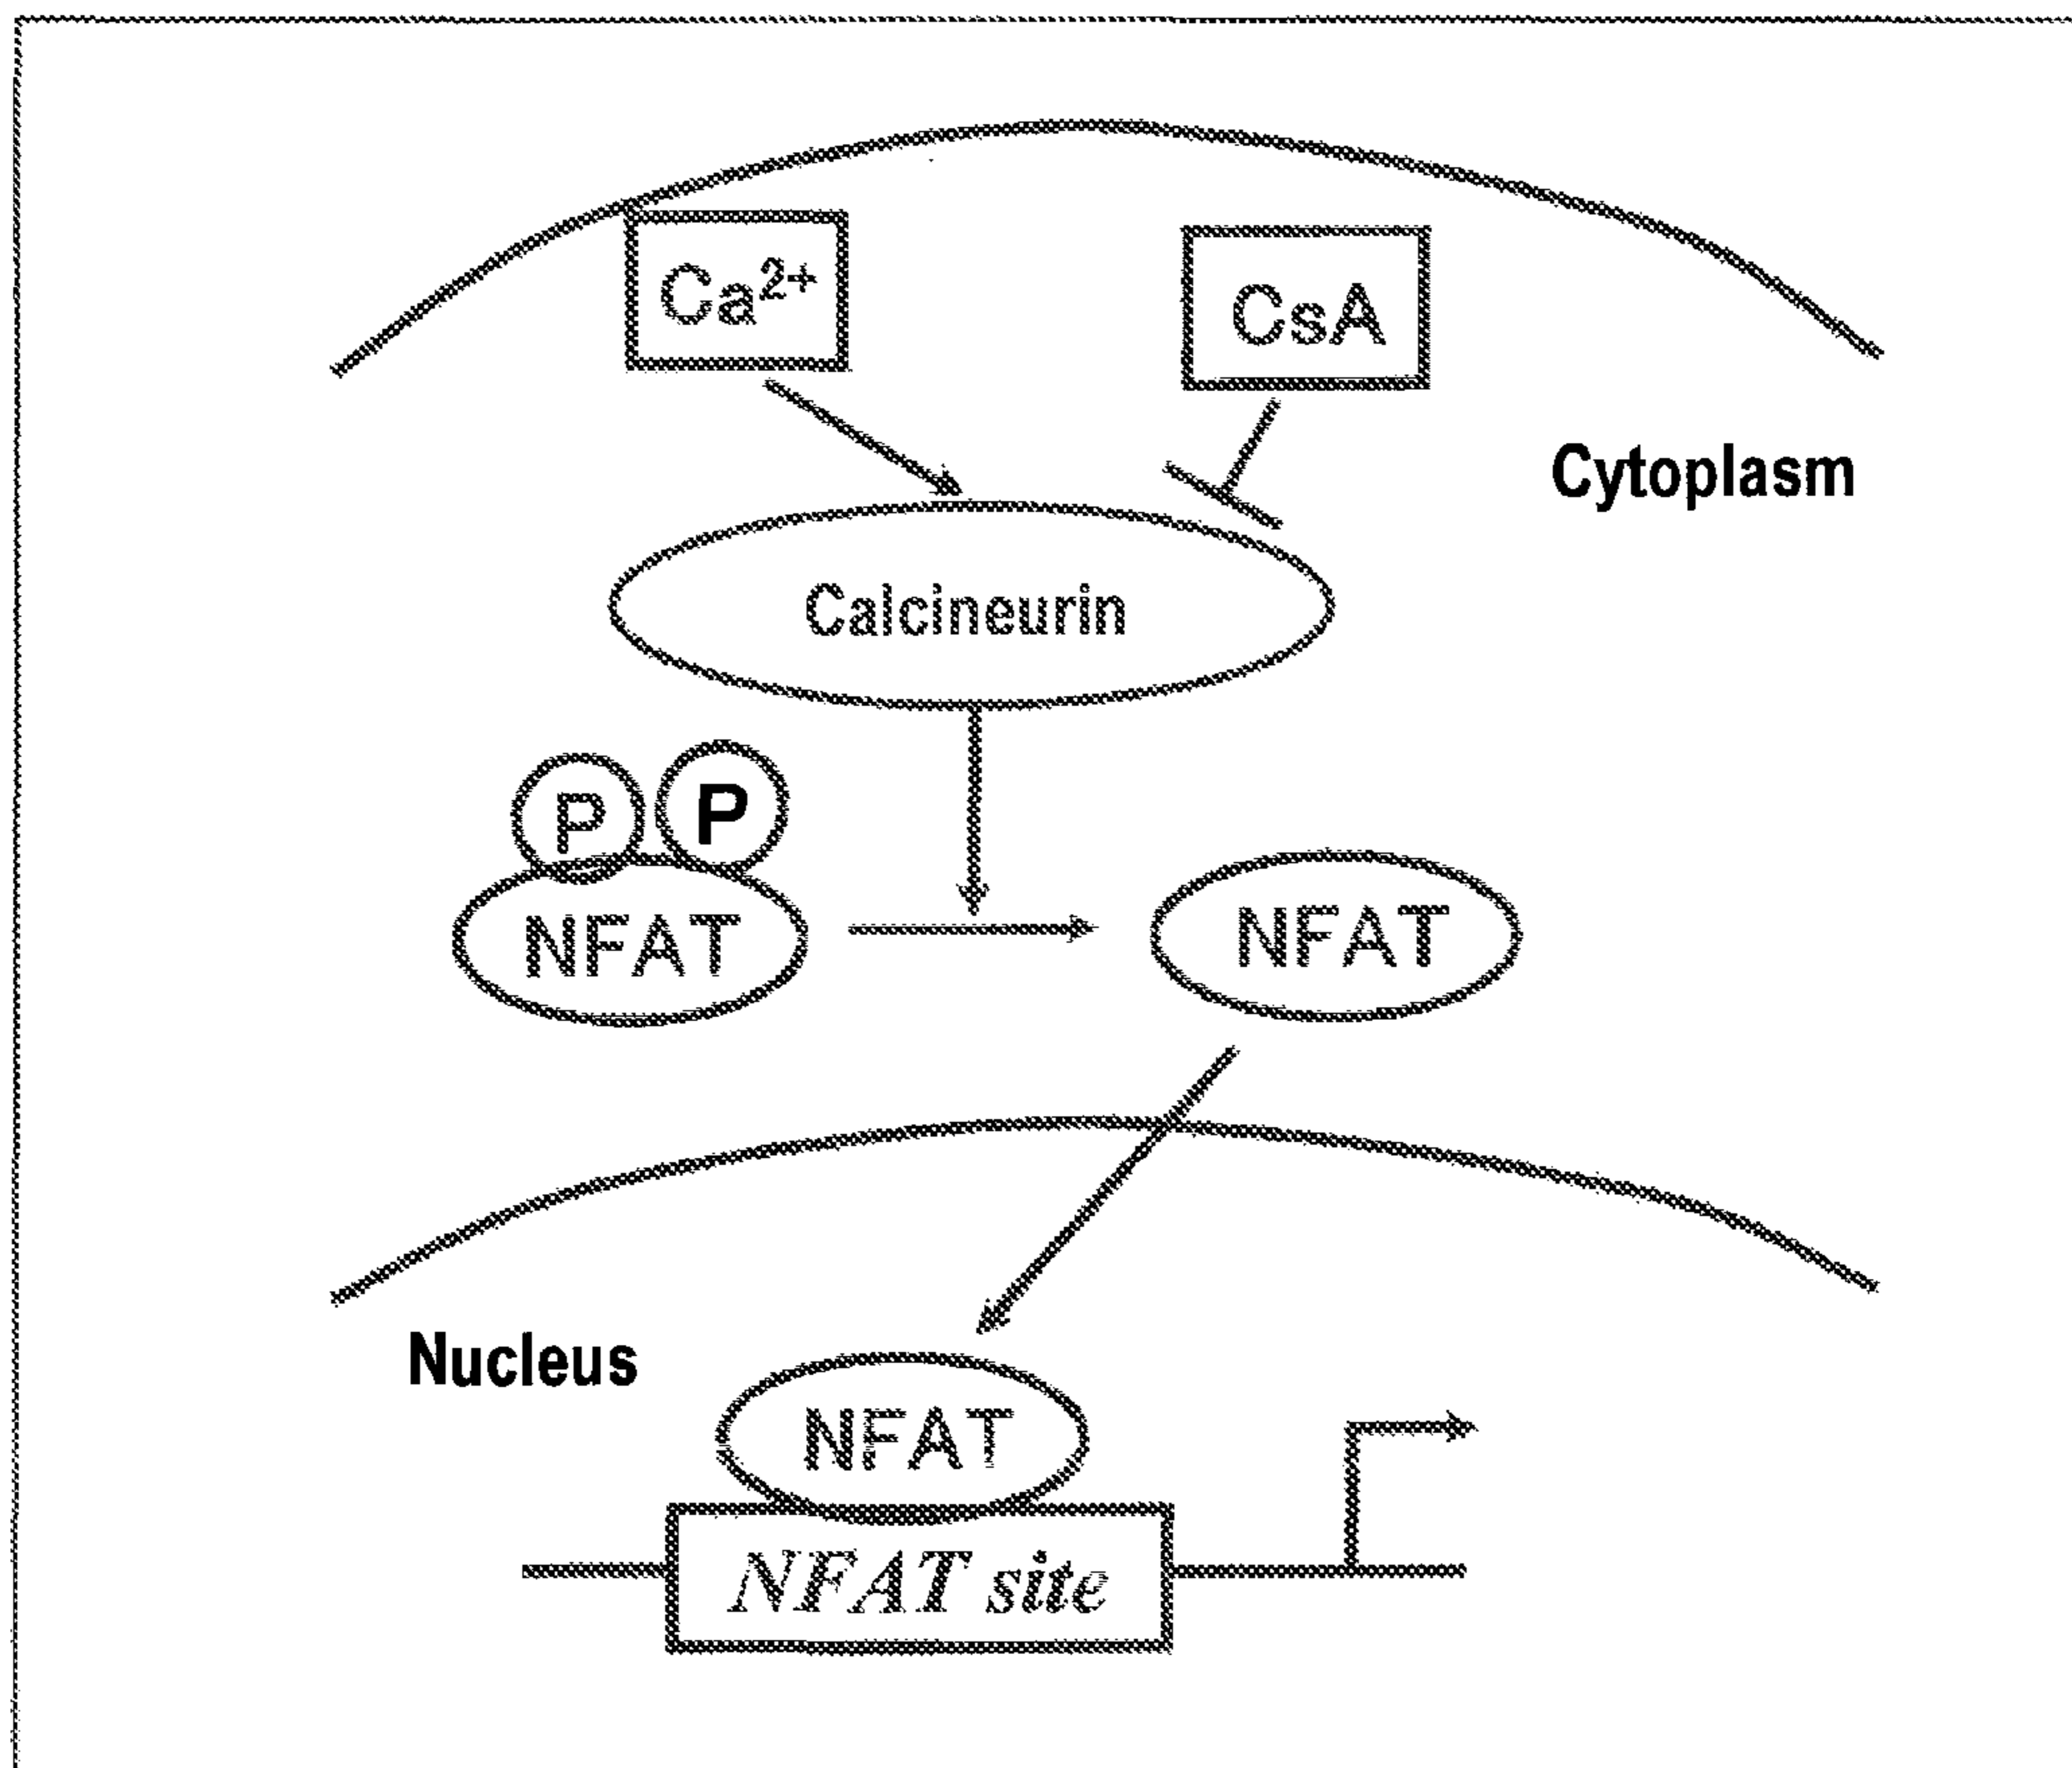 Ca²⁺
CsA
Cytoplasm
Calcineurin
P
P
NFAT
NFAT
Nucleus
NFAT
NFAT site